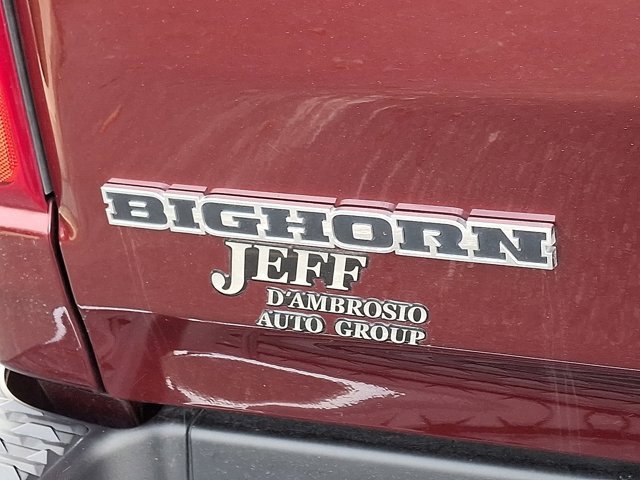 BIGHORN
JEFF
D'AMBROSIO
AUTO GROUP